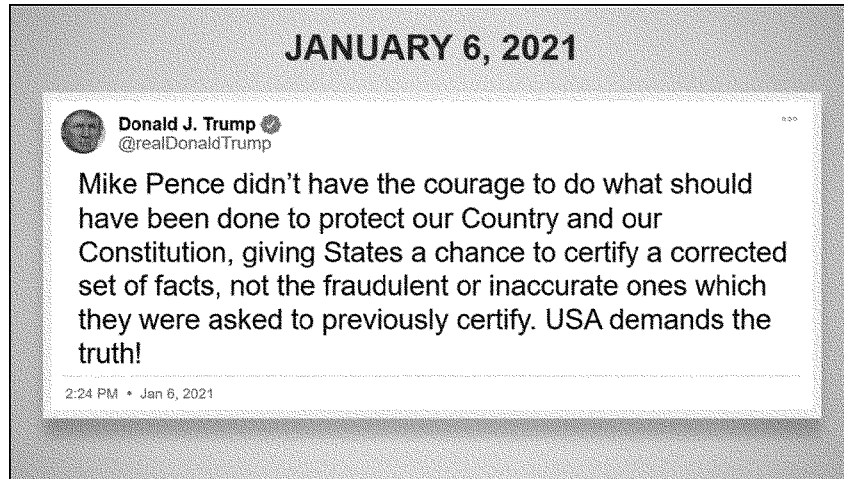 JANUARY 6, 2021
Donald J. Trump
@realDonaldTrump
Mike Pence didn't have the courage to do what should
have been done to protect our Country and our
Constitution, giving States a chance to certify a corrected
set of facts, not the fraudulent or inaccurate ones which
they were asked to previously certify. USA demands the
truth!
2:24 PM • Jan 6, 2021